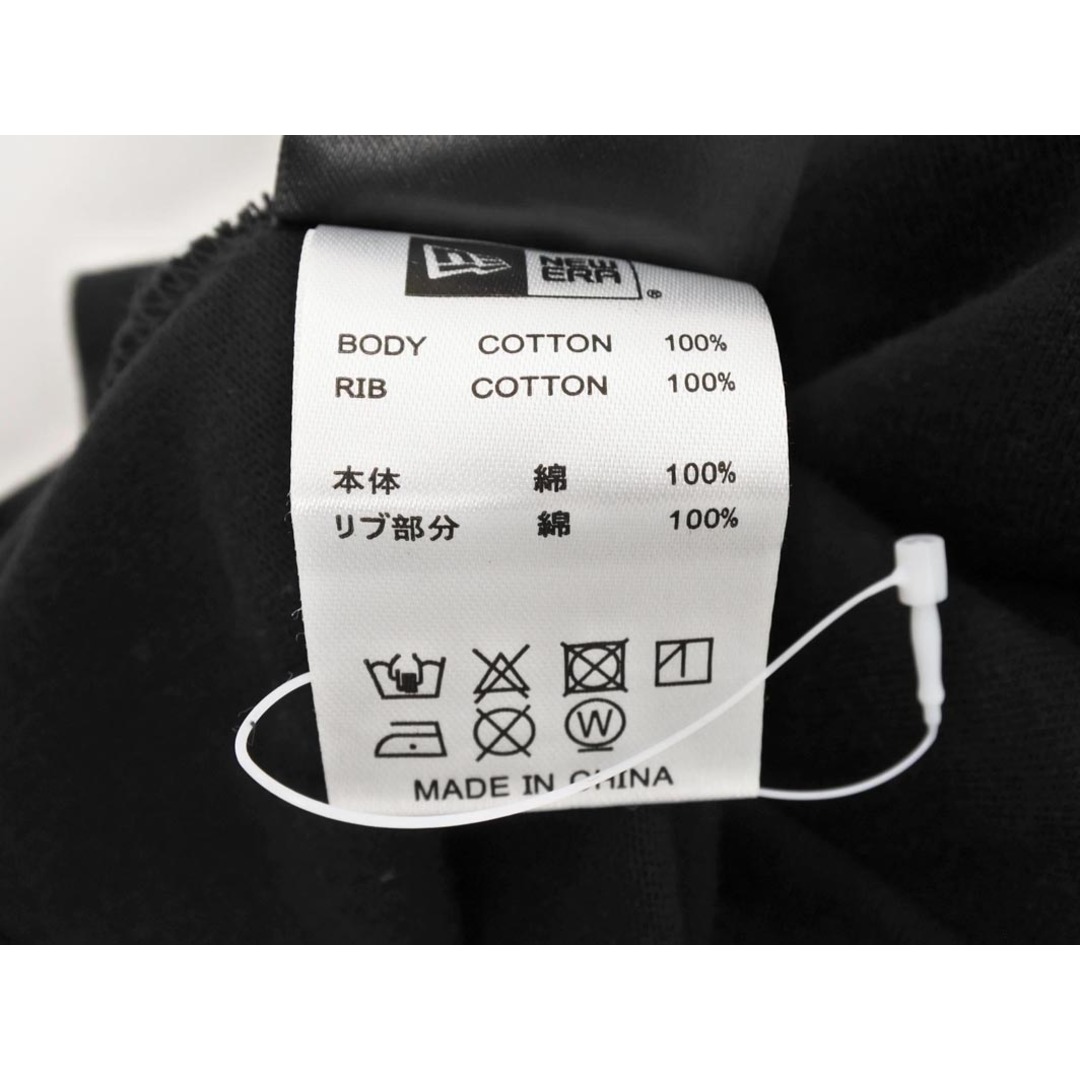 NEW
ERA ®
BODY COTTON 100%
RIB COTTON 100%
本体 綿 100%
リブ部分 綿 100%
W
MADE IN CHINA